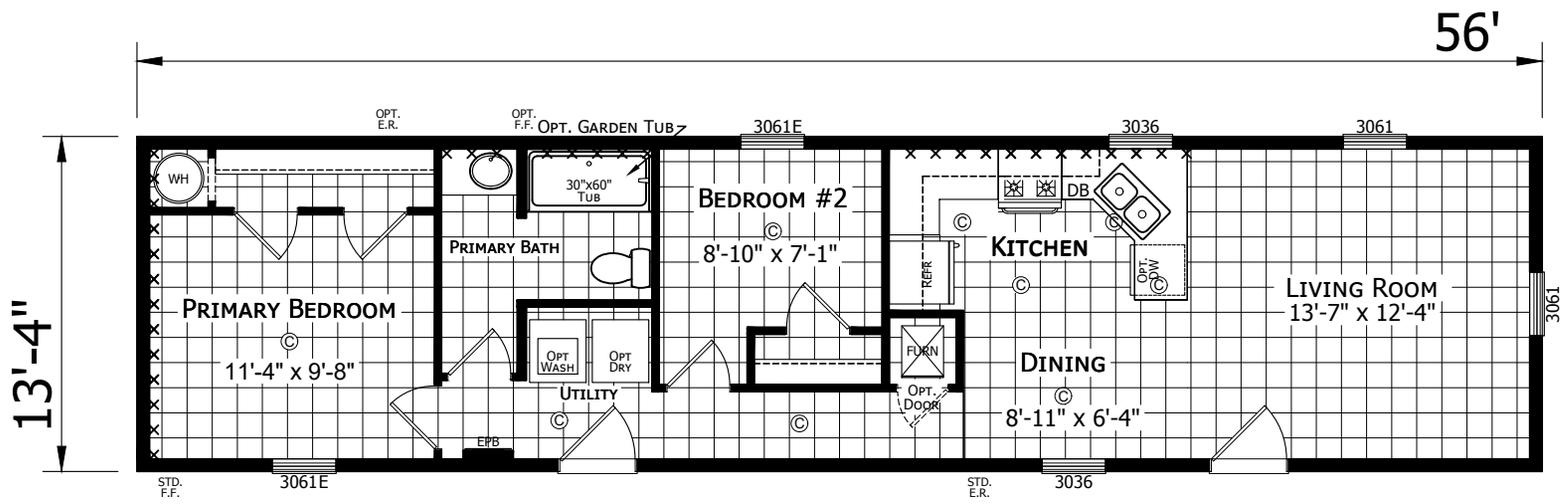 56'
OPT.
E.R.
OPT.
F.F.
OPT. GARDEN TUB
3061E
3036
3061
WH
30"x60"
TUB
DB
BEDROOM #2
C
8'-10" x 7'-1"
PRIMARY BATH
C
C
KITCHEN
REFR
OPT.
DW
C
C
LIVING ROOM
13'-7" x 12'-4"
3061
13'-4"
PRIMARY BEDROOM
C
11'-4" x 9'-8"
OPT
WASH
OPT
DRY
UTILITY
C
FURN
OPT.
DOOR
DINING
C
8'-11" x 6'-4"
C
EPB
STD.
F.F.
3061E
STD.
E.R.
3036